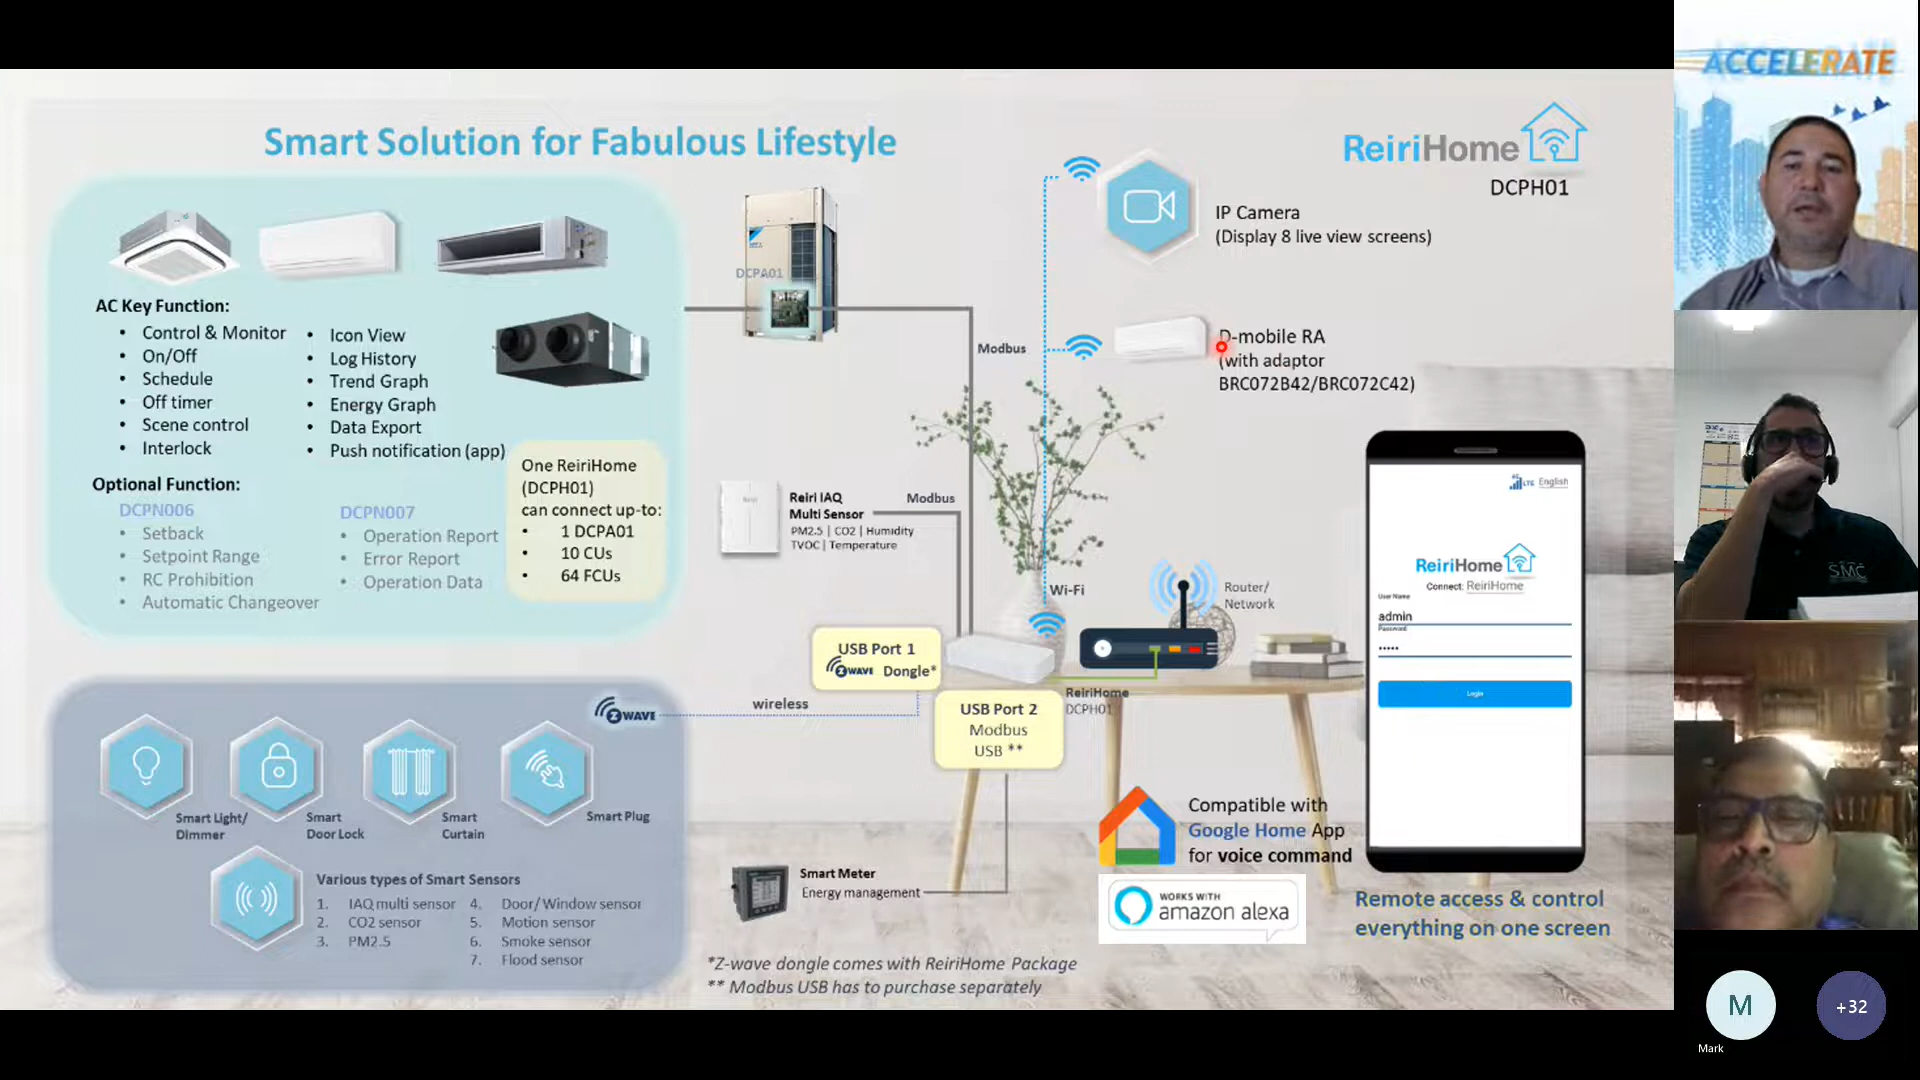 Smart Solution for Fabulous Lifestyle
ReiriHome
DCPH01
AC Key Function:
• Control & Monitor
• On/Off
• Schedule
• Off timer
• Scene control
• Interlock
• Icon View
• Log History
• Trend Graph
• Energy Graph
• Data Export
• Push notification (app)
Optional Function:
DCPN006
• Setback
• Setpoint Range
• RC Prohibition
• Automatic Changeover
DCPN007
• Operation Report
• Error Report
• Operation Data
One ReiriHome
(DCPH01)
can connect up-to:
• 1 DCPA01
• 10 CUs
• 64 FCUs
DCPA01
Modbus
IP Camera
(Display 8 live view screens)
D-mobile RA
(with adaptor
BRC072B42/BRC072C42)
Reiri IAQ
Multi Sensor
PM2.5 | CO2 | Humidity
TVOC | Temperature
Modbus
Wi-Fi
Router/
Network
USB Port 1
Z WAVE Dongle*
ReiriHome
DCPH01
USB Port 2
Modbus
USB **
wireless
Z WAVE
Smart Light/
Dimmer
Smart
Door Lock
Smart
Curtain
Smart Plug
Various types of Smart Sensors
1. IAQ multi sensor
2. CO2 sensor
3. PM2.5
4. Door/Window sensor
5. Motion sensor
6. Smoke sensor
7. Flood sensor
Smart Meter
Energy management
*Z-wave dongle comes with ReiriHome Package
** Modbus USB has to purchase separately
Compatible with
Google Home App
for voice command
WORKS WITH
amazon alexa
4G LTE English
ReiriHome
Connect: ReiriHome
User Name
admin
Password
•••••
Login
Remote access & control
everything on one screen
ACCELERATE
SMC
M
Mark
+32